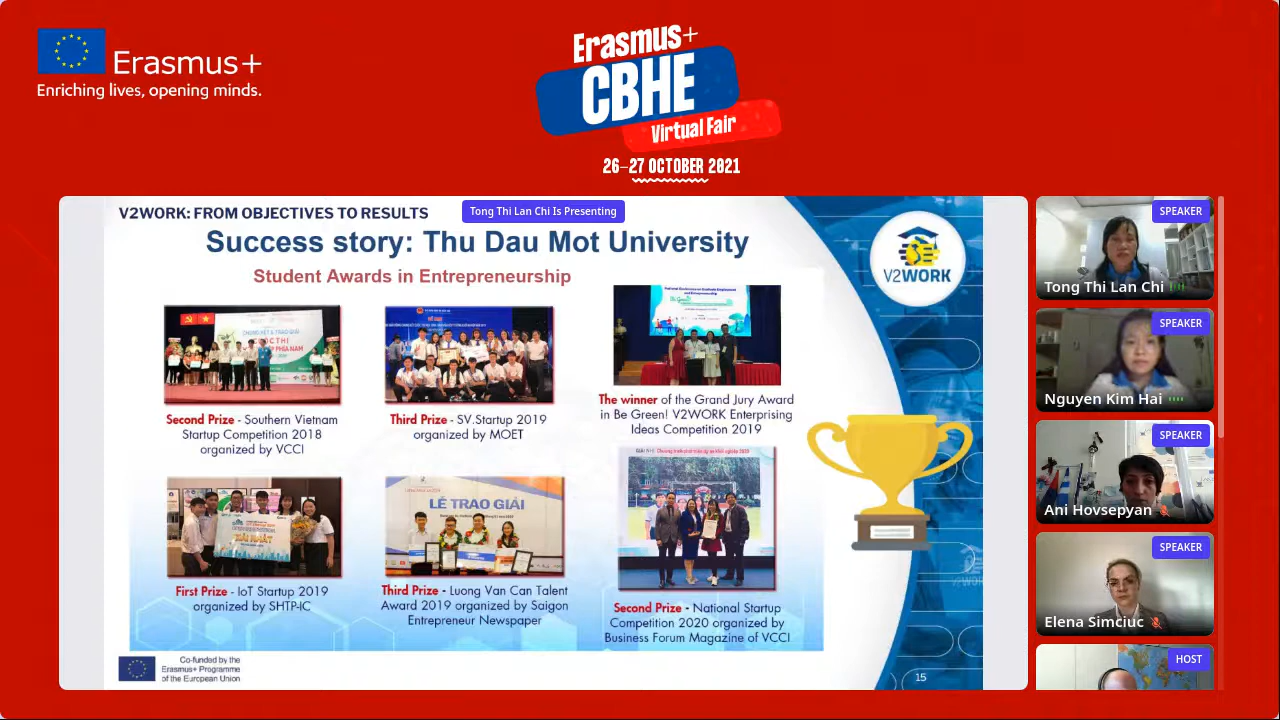 Erasmus+
Enriching lives, opening minds.
Erasmus+
CBHE
Virtual Fair
26–27 OCTOBER 2021
V2WORK: FROM OBJECTIVES TO RESULTS
Tong Thi Lan Chi Is Presenting
Success story: Thu Dau Mot University
Student Awards in Entrepreneurship
V2WORK
Second Prize - Southern Vietnam
Startup Competition 2018
organized by VCCI
Third Prize - SV.Startup 2019
organized by MOET
The winner of the Grand Jury Award
in Be Green! V2WORK Enterprising
Ideas Competition 2019
LỄ TRAO GIẢI
First Prize - IoT Startup 2019
organized by SHTP-IC
Third Prize - Luong Van Can Talent
Award 2019 organized by Saigon
Entrepreneur Newspaper
Second Prize - National Startup
Competition 2020 organized by
Business Forum Magazine of VCCI
Co-funded by the
Erasmus+ Programme
of the European Union
15
SPEAKER
Tong Thi Lan Chi
SPEAKER
Nguyen Kim Hai
SPEAKER
Ani Hovsepyan
SPEAKER
Elena Simciuc
HOST